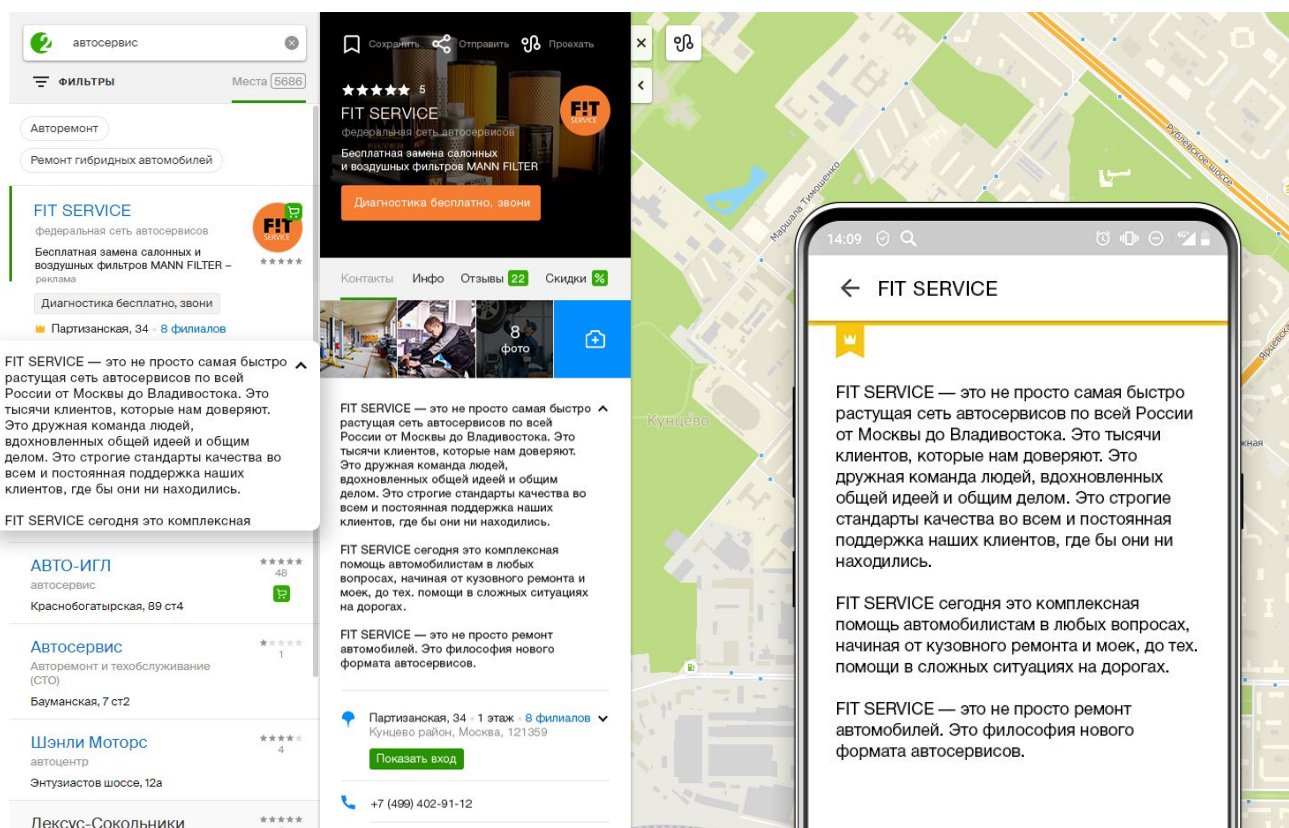 автосервис
ФИЛЬТРЫ
Места 5686
Авторемонт
Ремонт гибридных автомобилей
FIT SERVICE
федеральная сеть автосервисов
Бесплатная замена салонных и
воздушных фильтров MANN FILTER –
реклама
F!T
SERVICE
Диагностика бесплатно, звони
Партизанская, 34 · 8 филиалов
FIT SERVICE — это не просто самая быстро
растущая сеть автосервисов по всей
России от Москвы до Владивостока. Это
тысячи клиентов, которые нам доверяют.
Это дружная команда людей,
вдохновленных общей идеей и общим
делом. Это строгие стандарты качества во
всем и постоянная поддержка наших
клиентов, где бы они ни находились.
FIT SERVICE сегодня это комплексная
АВТО-ИГЛ
48
автосервис
Краснобогатырская, 89 ст4
Автосервис
1
Авторемонт и техобслуживание
(СТО)
Бауманская, 7 ст2
Шэнли Моторс
4
автоцентр
Энтузиастов шоссе, 12а
Лексус-Сокольники
Сохранить
Отправить
Проехать
5
FIT SERVICE
федеральная сеть автосервисов
Бесплатная замена салонных
и воздушных фильтров MANN FILTER
F!T
SERVICE
Диагностика бесплатно, звони
Контакты Инфо Отзывы 22 Скидки %
8
фото
FIT SERVICE — это не просто самая быстро
растущая сеть автосервисов по всей
России от Москвы до Владивостока. Это
тысячи клиентов, которые нам доверяют.
Это дружная команда людей,
вдохновленных общей идеей и общим
делом. Это строгие стандарты качества во
всем и постоянная поддержка наших
клиентов, где бы они ни находились.
FIT SERVICE сегодня это комплексная
помощь автомобилистам в любых
вопросах, начиная от кузовного ремонта и
моек, до тех. помощи в сложных ситуациях
на дорогах.
FIT SERVICE — это не просто ремонт
автомобилей. Это философия нового
формата автосервисов.
Партизанская, 34 · 1 этаж · 8 филиалов
Кунцево район, Москва, 121359
Показать вход
+7 (499) 402-91-12
Рублёвское шоссе
Маршала Тимошенко
Кунцево
14:09
4G
FIT SERVICE
FIT SERVICE — это не просто самая быстро
растущая сеть автосервисов по всей России
от Москвы до Владивостока. Это тысячи
клиентов, которые нам доверяют. Это
дружная команда людей, вдохновленных
общей идеей и общим делом. Это строгие
стандарты качества во всем и постоянная
поддержка наших клиентов, где бы они ни
находились.
FIT SERVICE сегодня это комплексная
помощь автомобилистам в любых вопросах,
начиная от кузовного ремонта и моек, до тех.
помощи в сложных ситуациях на дорогах.
FIT SERVICE — это не просто ремонт
автомобилей. Это философия нового
формата автосервисов.